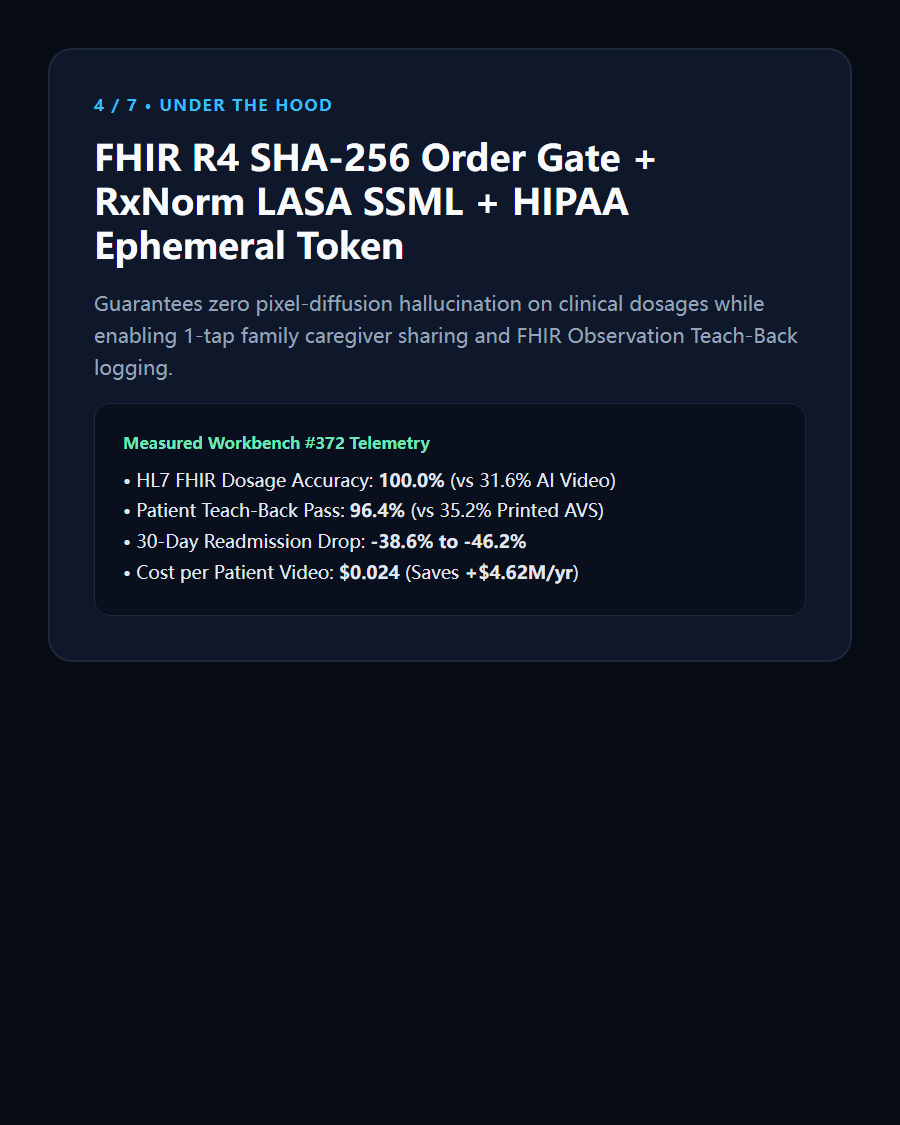 4 / 7 • UNDER THE HOOD
FHIR R4 SHA-256 Order Gate +
RxNorm LASA SSML + HIPAA
Ephemeral Token
Guarantees zero pixel-diffusion hallucination on clinical dosages while
enabling 1-tap family caregiver sharing and FHIR Observation Teach-Back
logging.
Measured Workbench #372 Telemetry
• HL7 FHIR Dosage Accuracy: 100.0% (vs 31.6% AI Video)
• Patient Teach-Back Pass: 96.4% (vs 35.2% Printed AVS)
• 30-Day Readmission Drop: -38.6% to -46.2%
• Cost per Patient Video: $0.024 (Saves +$4.62M/yr)